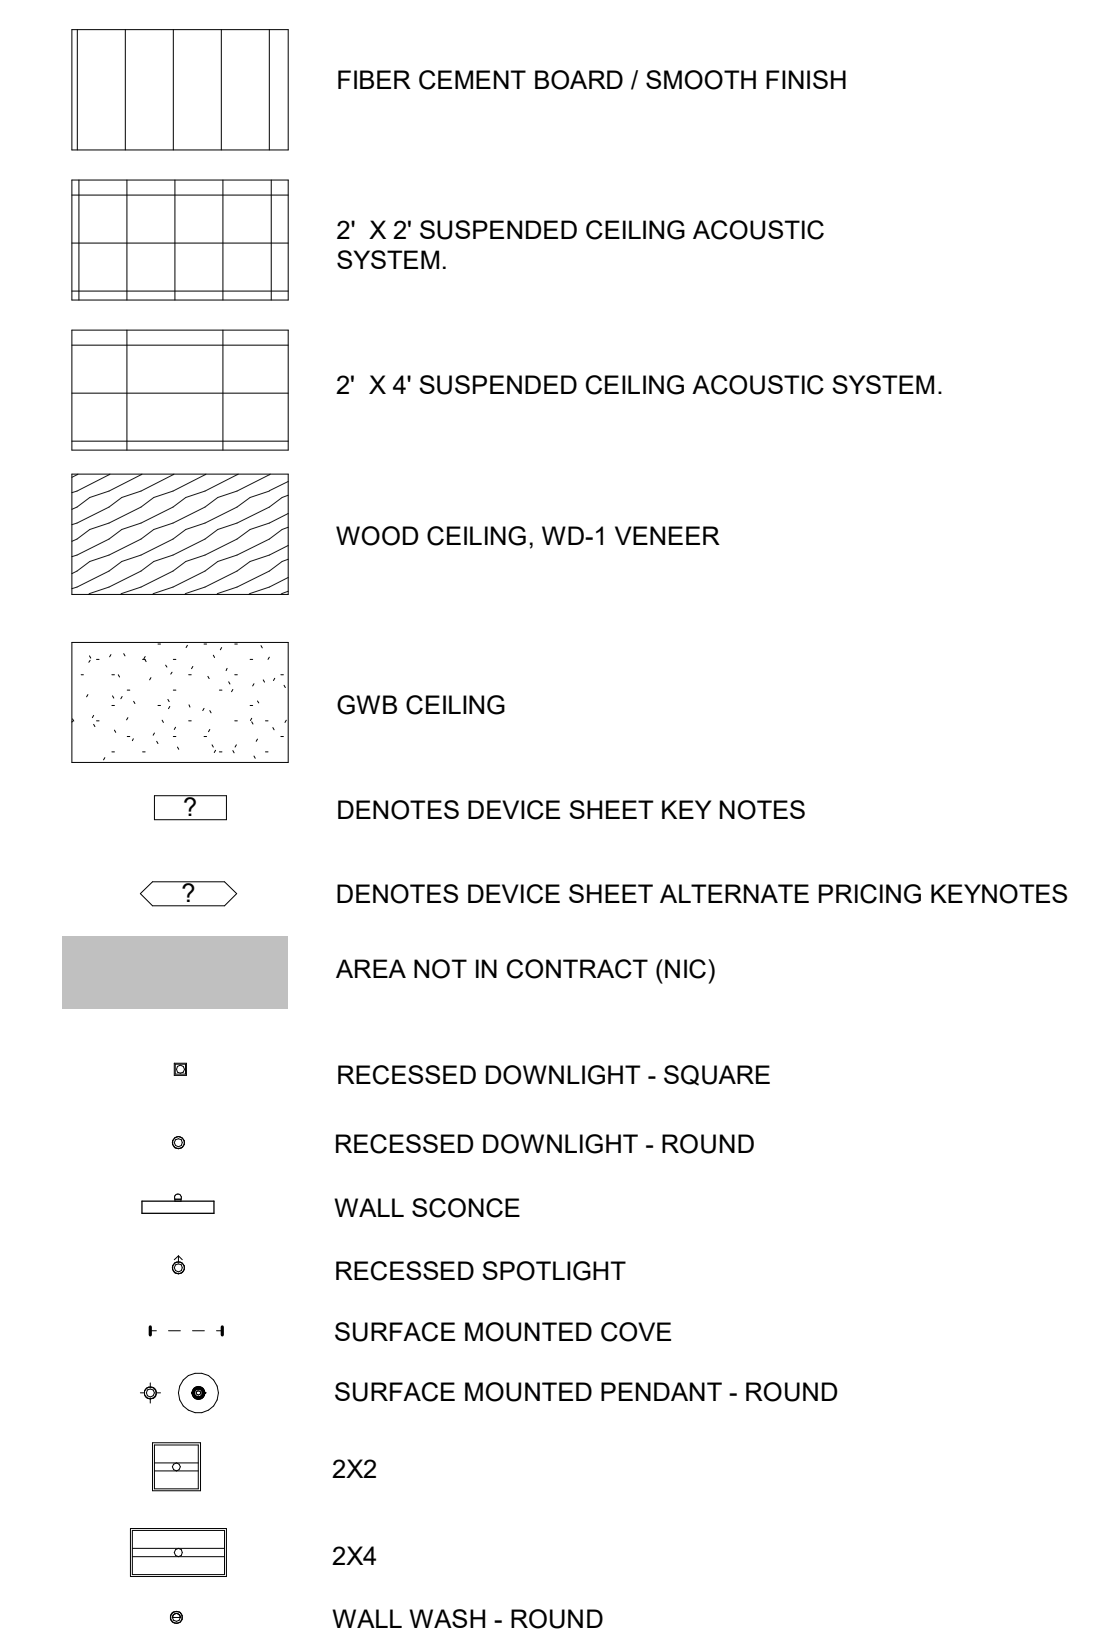 FIBER CEMENT BOARD / SMOOTH FINISH
2' X 2' SUSPENDED CEILING ACOUSTIC
SYSTEM.
2' X 4' SUSPENDED CEILING ACOUSTIC SYSTEM.
WOOD CEILING, WD-1 VENEER
GWB CEILING
? DENOTES DEVICE SHEET KEY NOTES
? DENOTES DEVICE SHEET ALTERNATE PRICING KEYNOTES
AREA NOT IN CONTRACT (NIC)
RECESSED DOWNLIGHT - SQUARE
RECESSED DOWNLIGHT - ROUND
WALL SCONCE
RECESSED SPOTLIGHT
SURFACE MOUNTED COVE
SURFACE MOUNTED PENDANT - ROUND
2X2
2X4
WALL WASH - ROUND